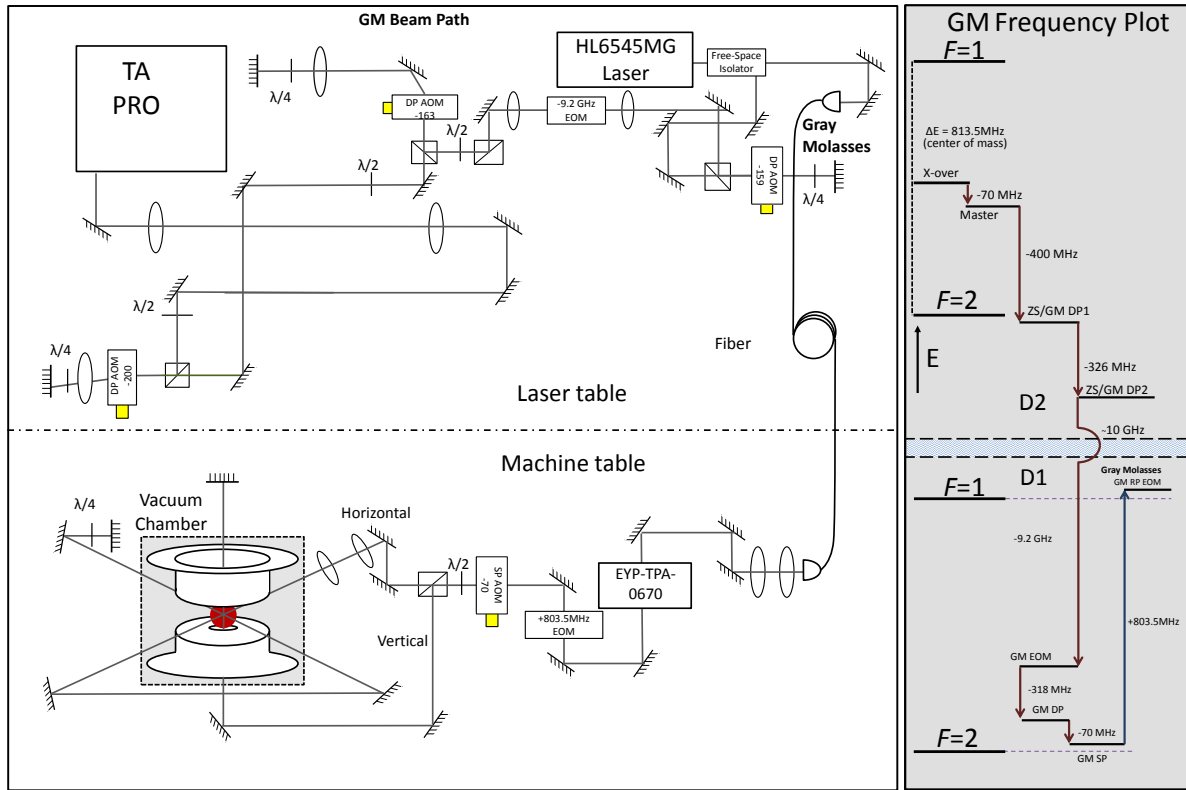 GM Beam Path
TA
PRO
λ/4
DP AOM
-163
λ/2
-9.2 GHz
EOM
HL6545MG
Laser
Free-Space
Isolator
Gray
Molasses
DP AOM
-159
λ/4
λ/2
λ/2
λ/4
DP AOM
-200
Fiber
Laser table
Machine table
Vacuum
Chamber
λ/4
Horizontal
λ/2
SP AOM
-70
EYP-TPA-
0670
+803.5MHz
EOM
Vertical
GM Frequency Plot
F=1
ΔE = 813.5MHz
(center of mass)
X-over
-70 MHz
Master
-400 MHz
F=2
ZS/GM DP1
E
-326 MHz
ZS/GM DP2
D2
~10 GHz
D1
Gray Molasses
GM RP EOM
F=1
-9.2 GHz
+803.5MHz
GM EOM
-318 MHz
GM DP
-70 MHz
F=2
GM SP